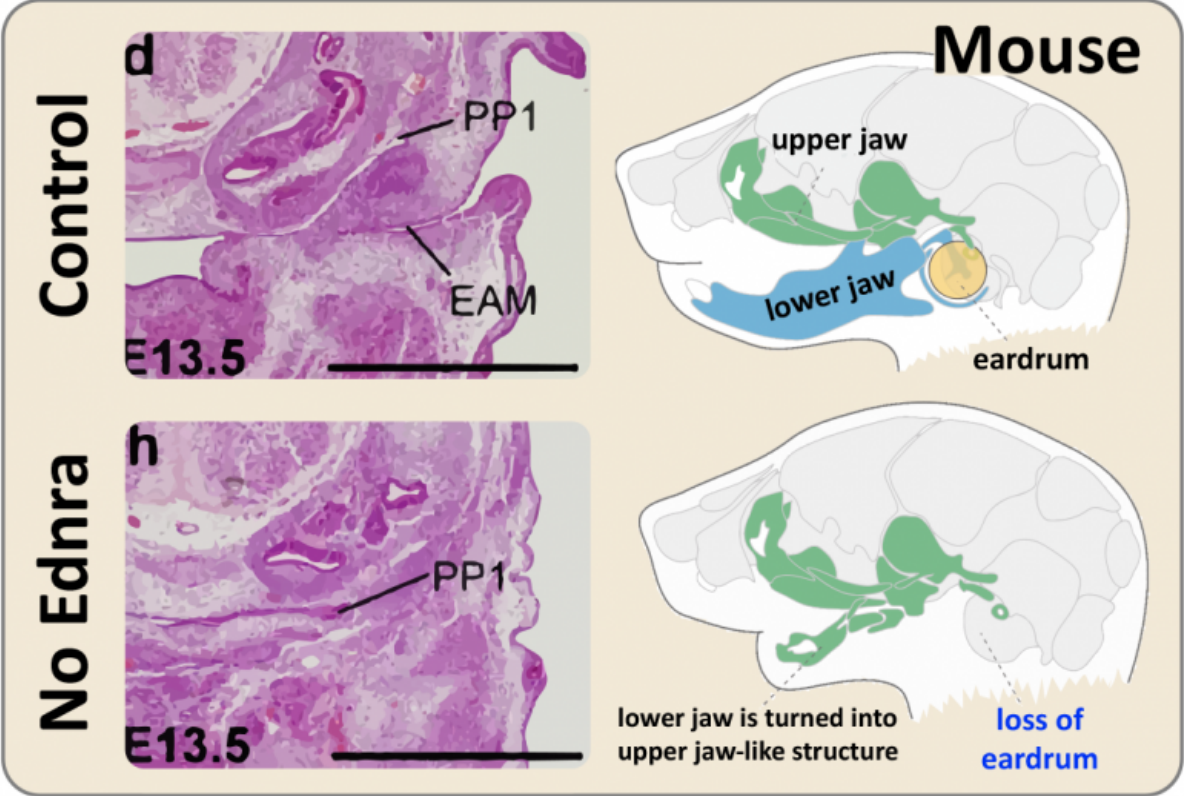 Mouse
Control
d
PP1
EAM
E13.5
upper jaw
lower jaw
eardrum
No Ednra
h
PP1
E13.5
lower jaw is turned into
upper jaw-like structure
loss of
eardrum